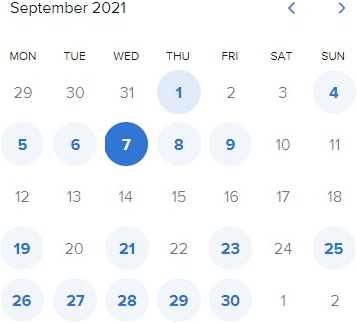 September 2021
MON TUE WED THU FRI SAT SUN
29 30 31 1 2 3 4
5 6 7 8 9 10 11
12 13 14 15 16 17 18
19 20 21 22 23 24 25
26 27 28 29 30 1 2